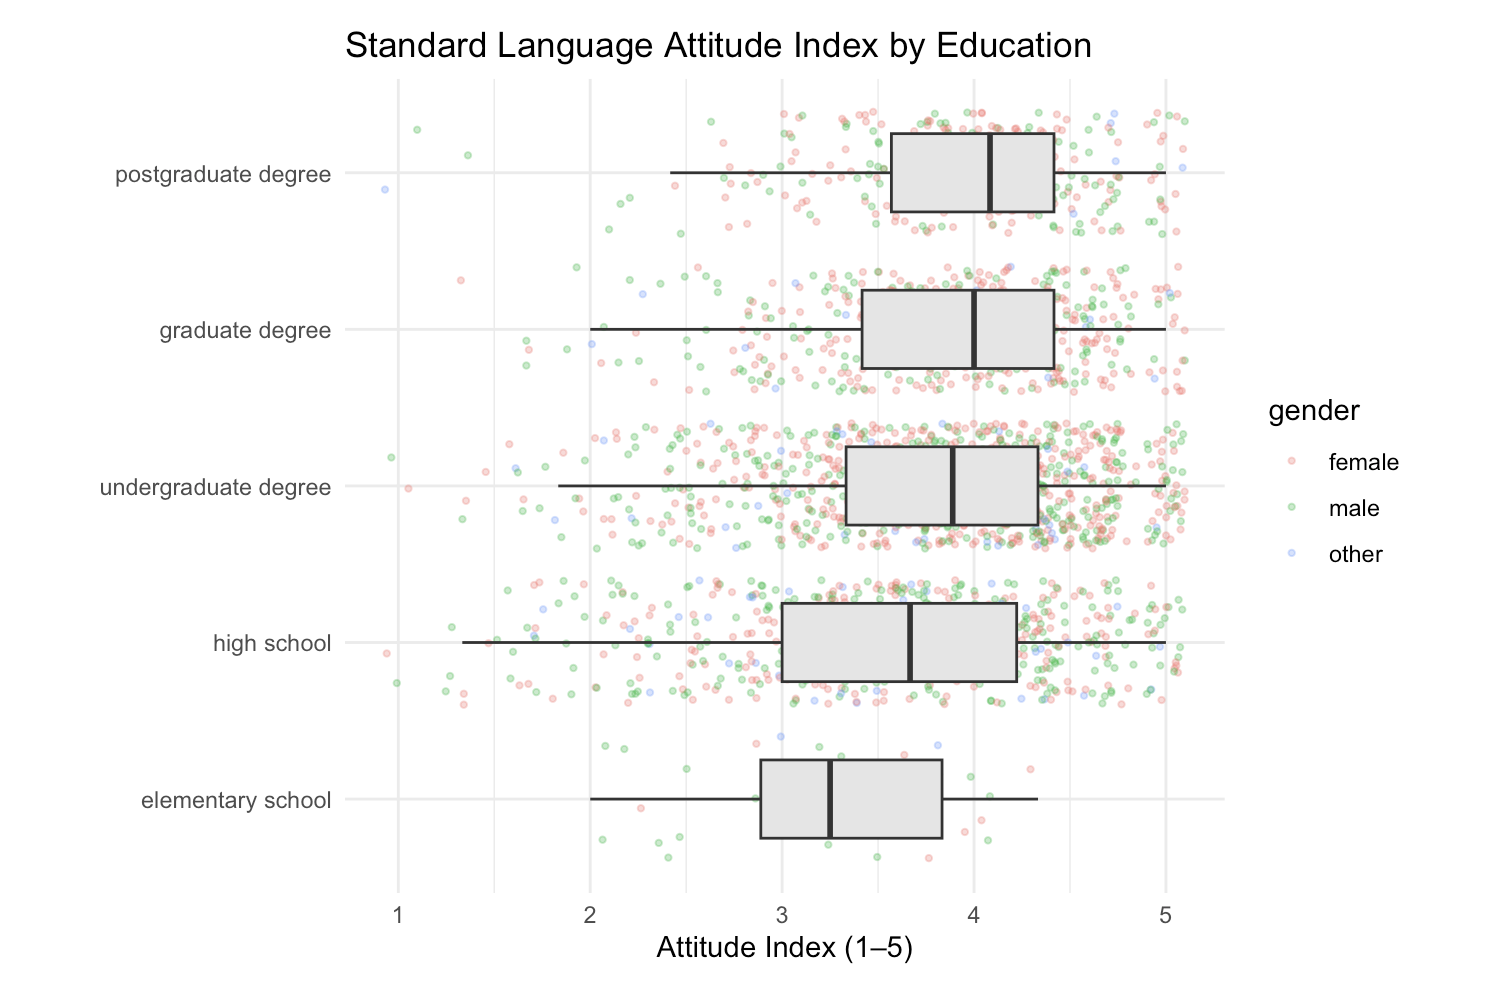 Standard Language Attitude Index by Education
postgraduate degree
graduate degree
undergraduate degree
high school
elementary school
1 2 3 4 5
Attitude Index (1–5)
gender
female
male
other